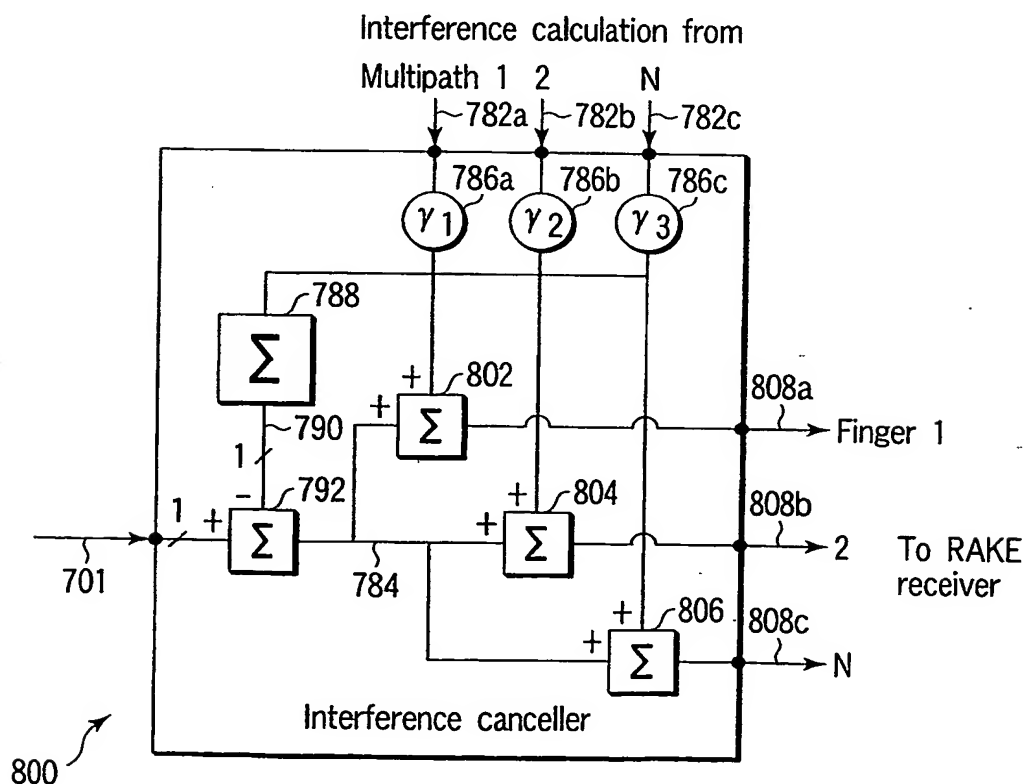 Interference calculation from
Multipath 1 2 N
782a 782b 782c
786a 786b 786c
γ1 γ2 γ3
788
Σ
+ 802
+ Σ
808a
Finger 1
790
1
- 792
+ 804
808b
1 + Σ
+ Σ
2
To RAKE
receiver
701
784
+ 806
808c
+ Σ
N
Interference canceller
800